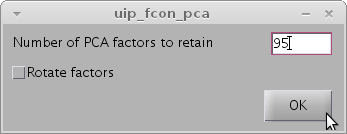 uip_fcon_pca
Number of PCA factors to retain 95
Rotate factors
OK